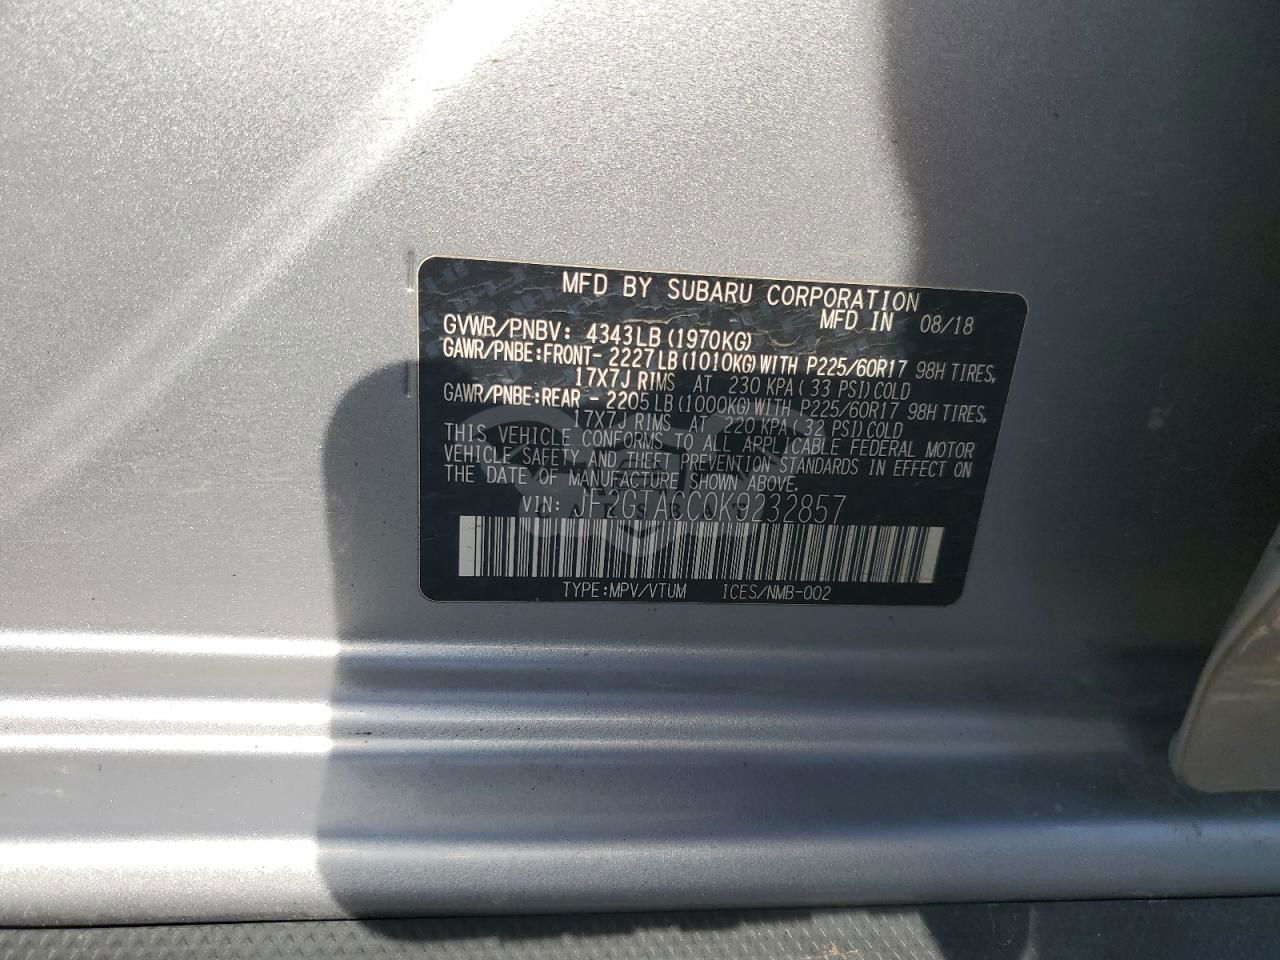 MFD BY SUBARU CORPORATION
MFD IN 08/18
GVWR/PNBV: 4343LB (1970KG)
GAWR/PNBE:FRONT- 2227LB (1010KG) WITH P225/60R17 98H TIRES,
17X7J RIMS AT 230 KPA ( 33 PSI) COLD
GAWR/PNBE:REAR - 2205LB (1000KG) WITH P225/60R17 98H TIRES,
17X7J RIMS AT 220 KPA (32 PSI) COLD
THIS VEHICLE CONFORMS TO ALL APPLICABLE FEDERAL MOTOR
VEHICLE SAFETY AND THEFT PREVENTION STANDARDS IN EFFECT ON
THE DATE OF MANUFACTURE SHOWN ABOVE.
VIN: JF2GTACC0K9232857
TYPE:MPV/VTUM ICES/NMB-002